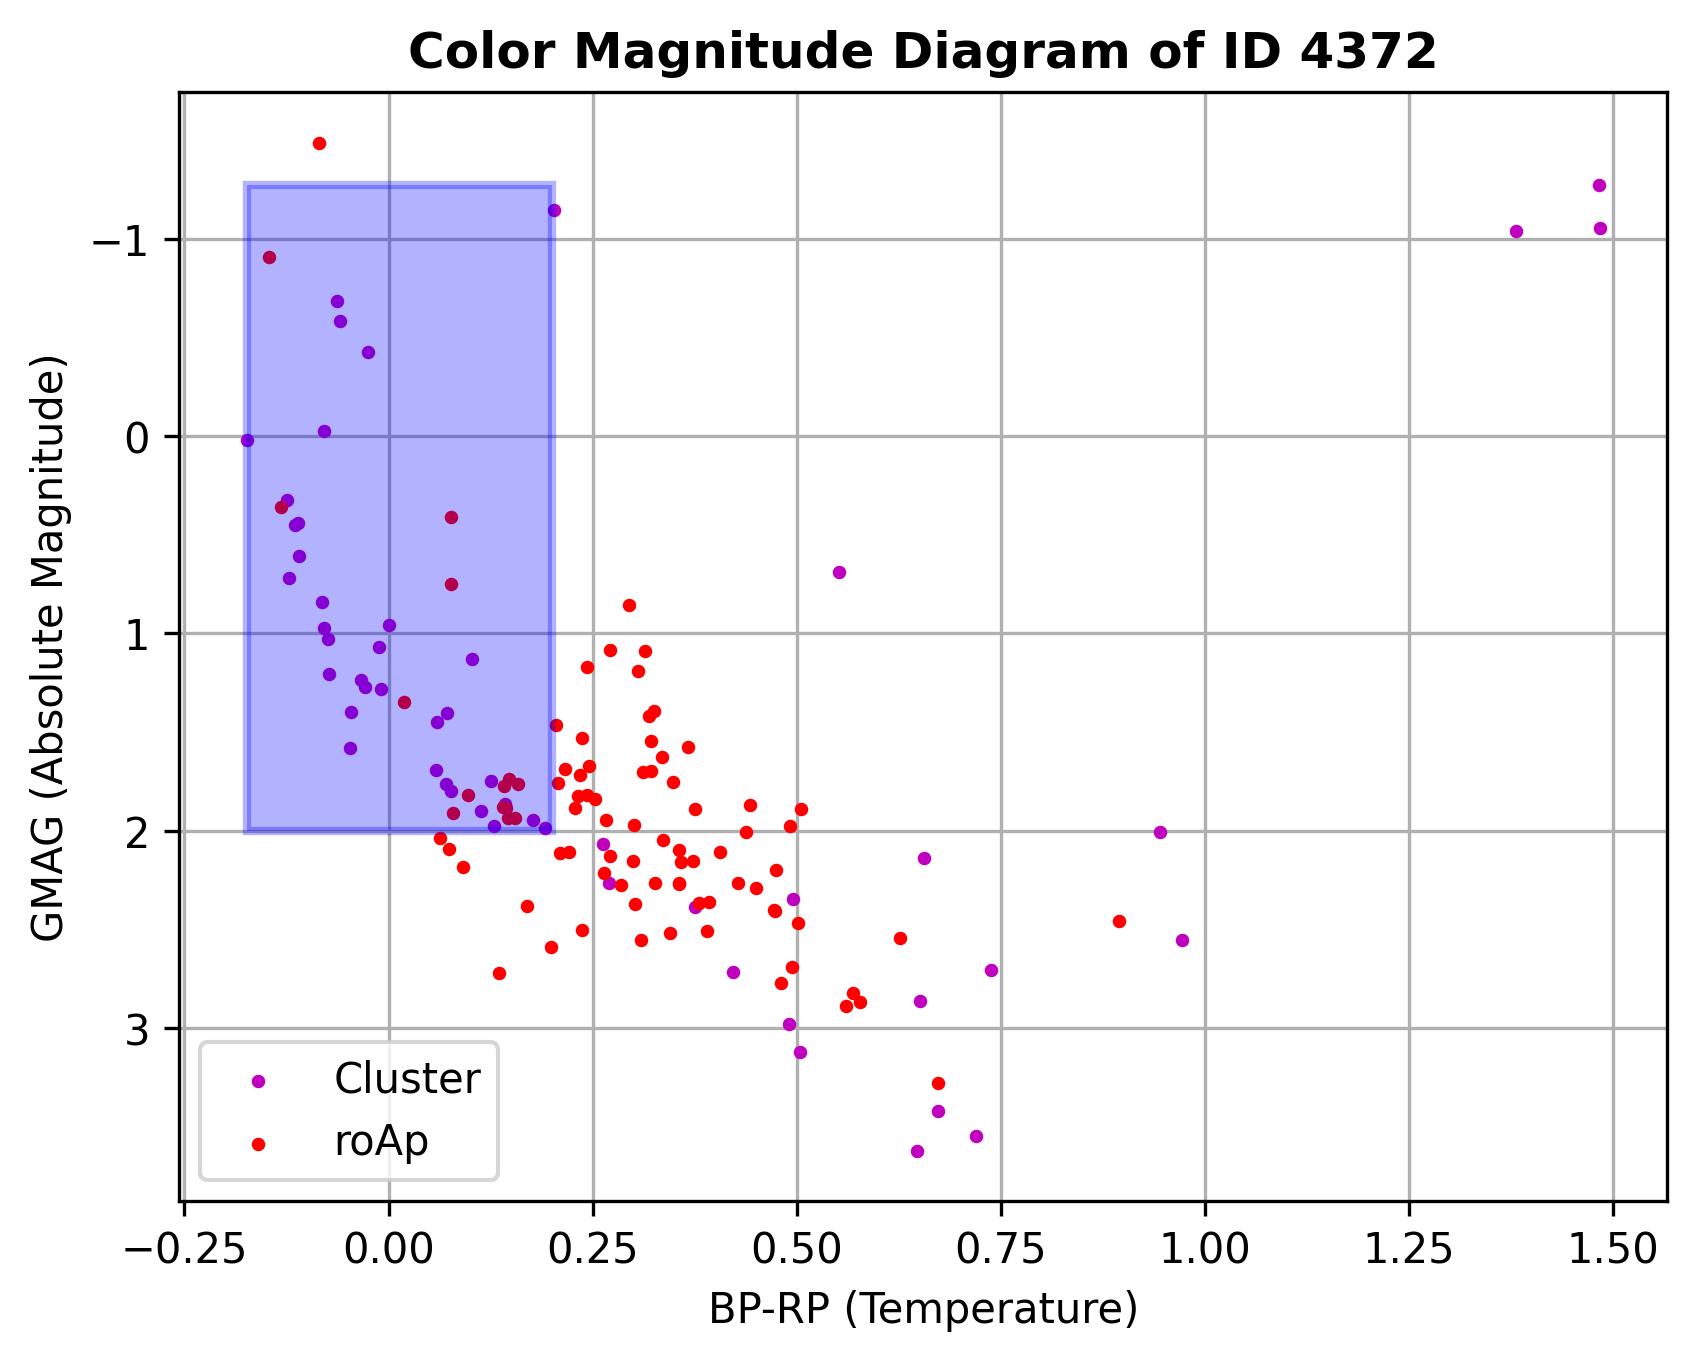 Color Magnitude Diagram of ID 4372
GMAG (Absolute Magnitude)
−1
0
1
2
3
Cluster
roAp
−0.25 0.00 0.25 0.50 0.75 1.00 1.25 1.50
BP-RP (Temperature)